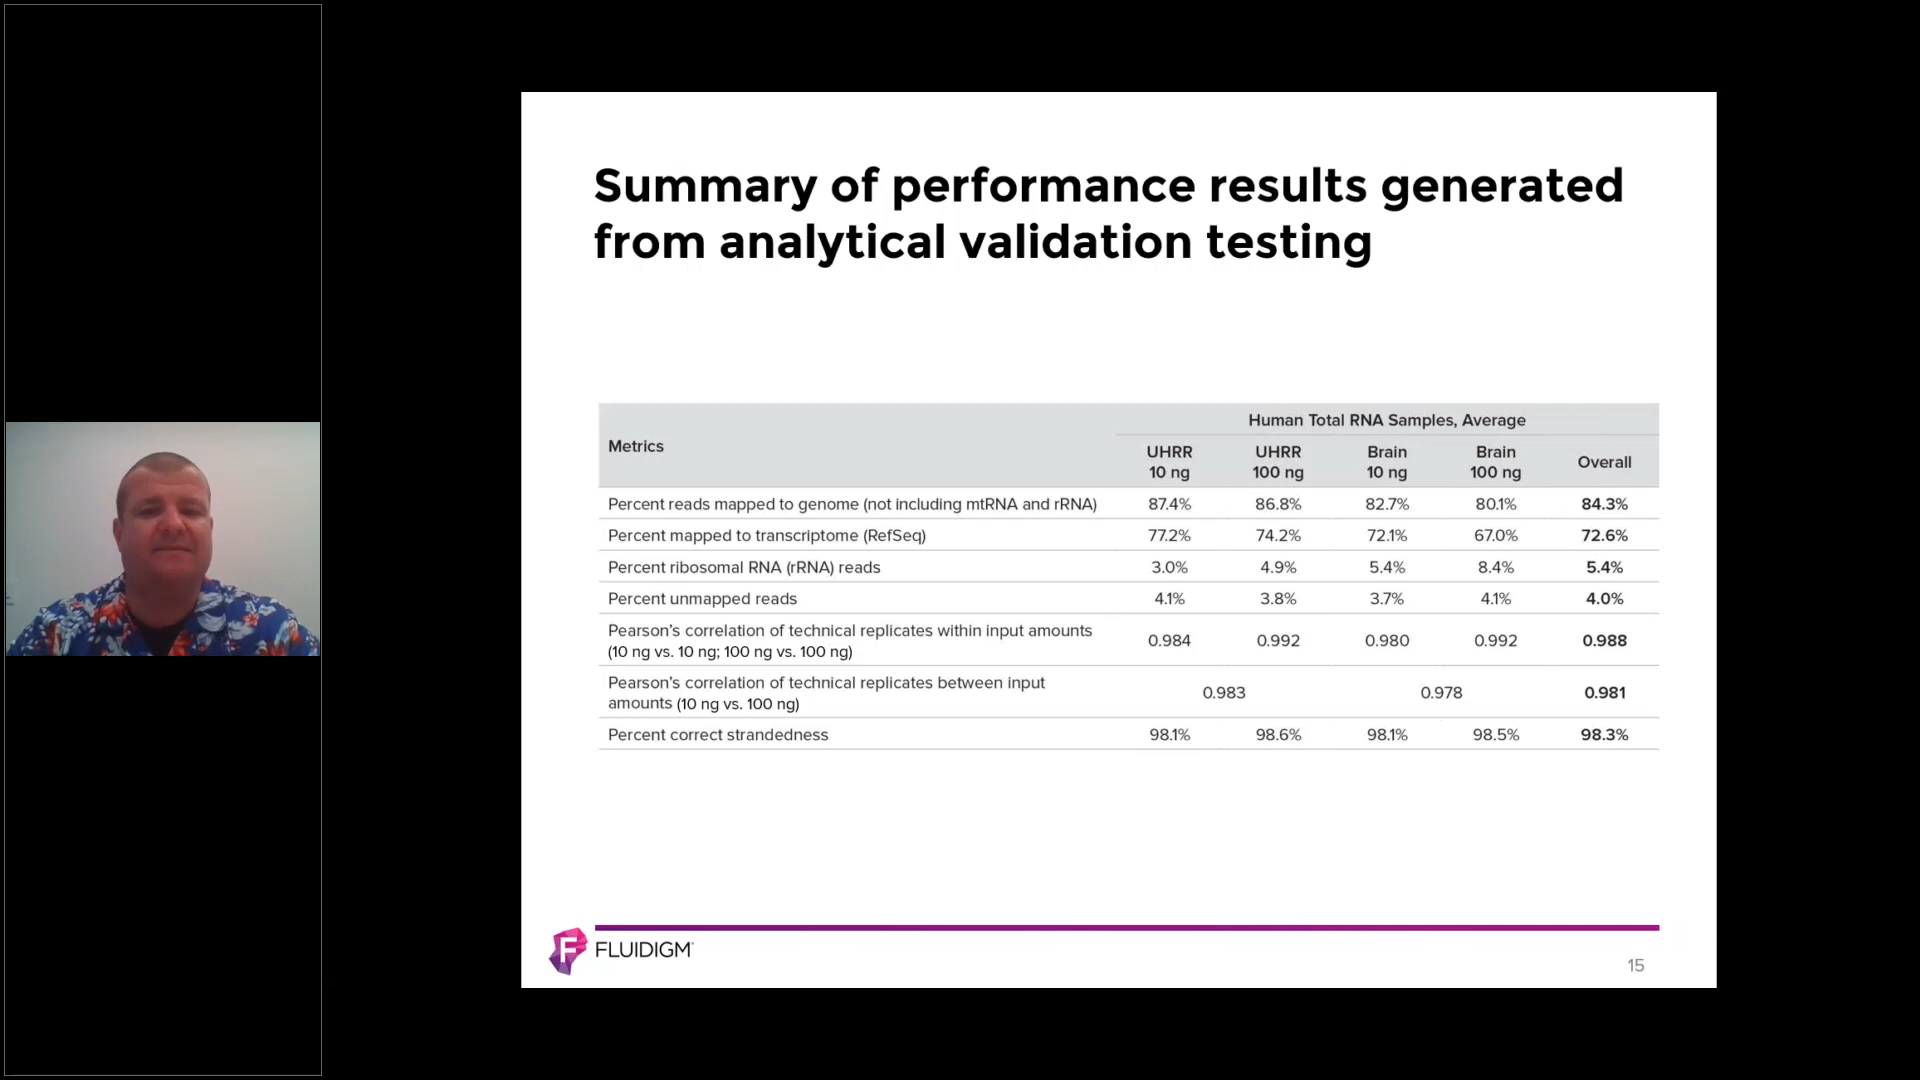 Summary of performance results generated
from analytical validation testing
Metrics
Human Total RNA Samples, Average
UHRR
10 ng
UHRR
100 ng
Brain
10 ng
Brain
100 ng
Overall
Percent reads mapped to genome (not including mtRNA and rRNA) 87.4% 86.8% 82.7% 80.1% 84.3%
Percent mapped to transcriptome (RefSeq) 77.2% 74.2% 72.1% 67.0% 72.6%
Percent ribosomal RNA (rRNA) reads 3.0% 4.9% 5.4% 8.4% 5.4%
Percent unmapped reads 4.1% 3.8% 3.7% 4.1% 4.0%
Pearson's correlation of technical replicates within input amounts
(10 ng vs. 10 ng; 100 ng vs. 100 ng)
0.984 0.992 0.980 0.992 0.988
Pearson's correlation of technical replicates between input
amounts (10 ng vs. 100 ng)
0.983 0.978 0.981
Percent correct strandedness 98.1% 98.6% 98.1% 98.5% 98.3%
F FLUIDIGM
15